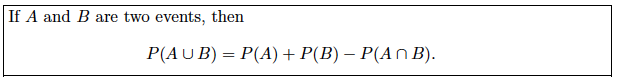 If A and B are two events, then
P(A ∪ B) = P(A) + P(B) − P(A ∩ B).